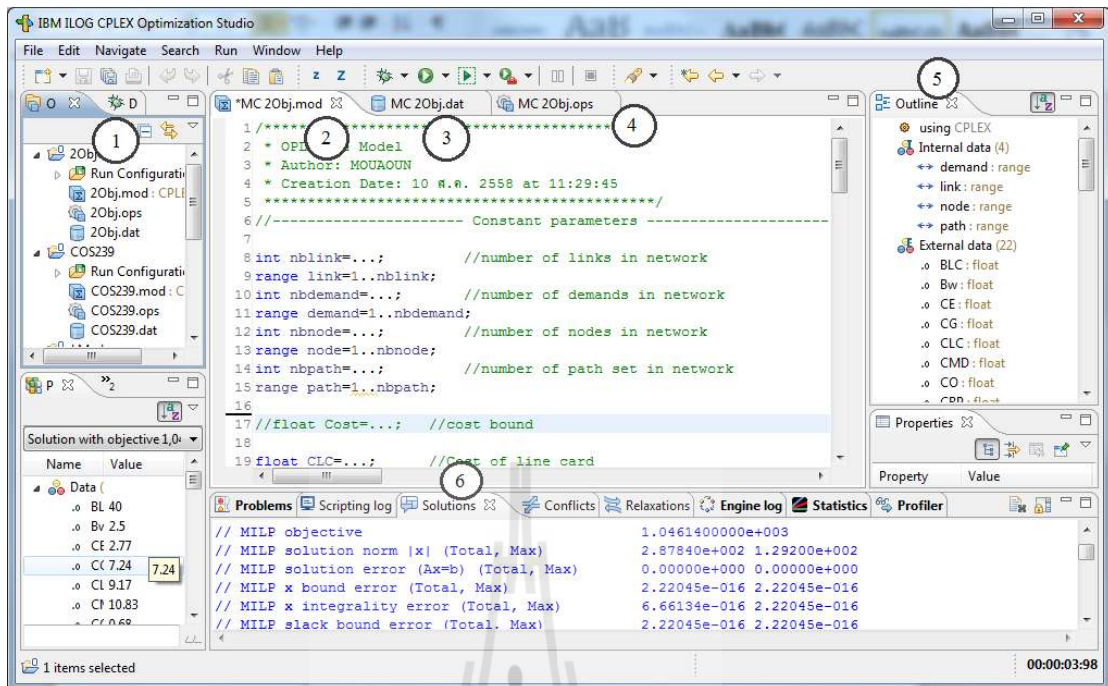 IBM ILOG CPLEX Optimization Studio
File Edit Navigate Search Run Window Help
O
D
1
2Obj
Run Configurati
2Obj.mod : CPL
2Obj.ops
2Obj.dat
COS239
Run Configurati
COS239.mod : C
COS239.ops
COS239.dat
*MC 2Obj.mod
MC 2Obj.dat
MC 2Obj.ops
2
3
4
1 /*********************************************
2 * OPL Model
3 * Author: MOUAOUN
4 * Creation Date: 10 ส.ค. 2558 at 11:29:45
5 *********************************************/
6 //---------------------- Constant parameters ---------------------
7
8 int nblink=...; //number of links in network
9 range link=1..nblink;
10 int nbdemand=...; //number of demands in network
11 range demand=1..nbdemand;
12 int nbnode=...; //number of nodes in network
13 range node=1..nbnode;
14 int nbpath=...; //number of path set in network
15 range path=1..nbpath;
16
17 //float Cost=...; //cost bound
18
19 float CLC=...; //Cost of line card
5
Outline
using CPLEX
Internal data (4)
demand : range
link : range
node : range
path : range
External data (22)
BLC : float
Bw : float
CE : float
CG : float
CLC : float
CMD : float
CO : float
CPP : float
Properties
Property Value
P
»2
Solution with objective 1,04
Name Value
Data (
BL 40
Bv 2.5
CE 2.77
C( 7.24
7.24
CL 9.17
CN 10.83
C( 0.68
6
Problems Scripting log Solutions Conflicts Relaxations Engine log Statistics Profiler
// MILP objective 1.0461400000e+003
// MILP solution norm |x| (Total, Max) 2.87840e+002 1.29200e+002
// MILP solution error (Ax=b) (Total, Max) 0.00000e+000 0.00000e+000
// MILP x bound error (Total, Max) 2.22045e-016 2.22045e-016
// MILP x integrality error (Total, Max) 6.66134e-016 2.22045e-016
// MILP slack bound error (Total, Max) 2.22045e-016 2.22045e-016
1 items selected
00:00:03:98